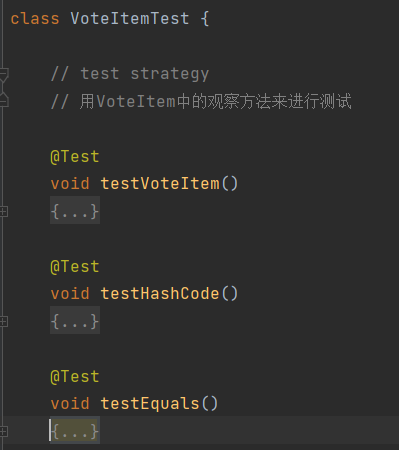 class VoteItemTest {
// test strategy
// 用VoteItem中的观察方法来进行测试
@Test
void testVoteItem()
{...}
@Test
void testHashCode()
{...}
@Test
void testEquals()
{...}